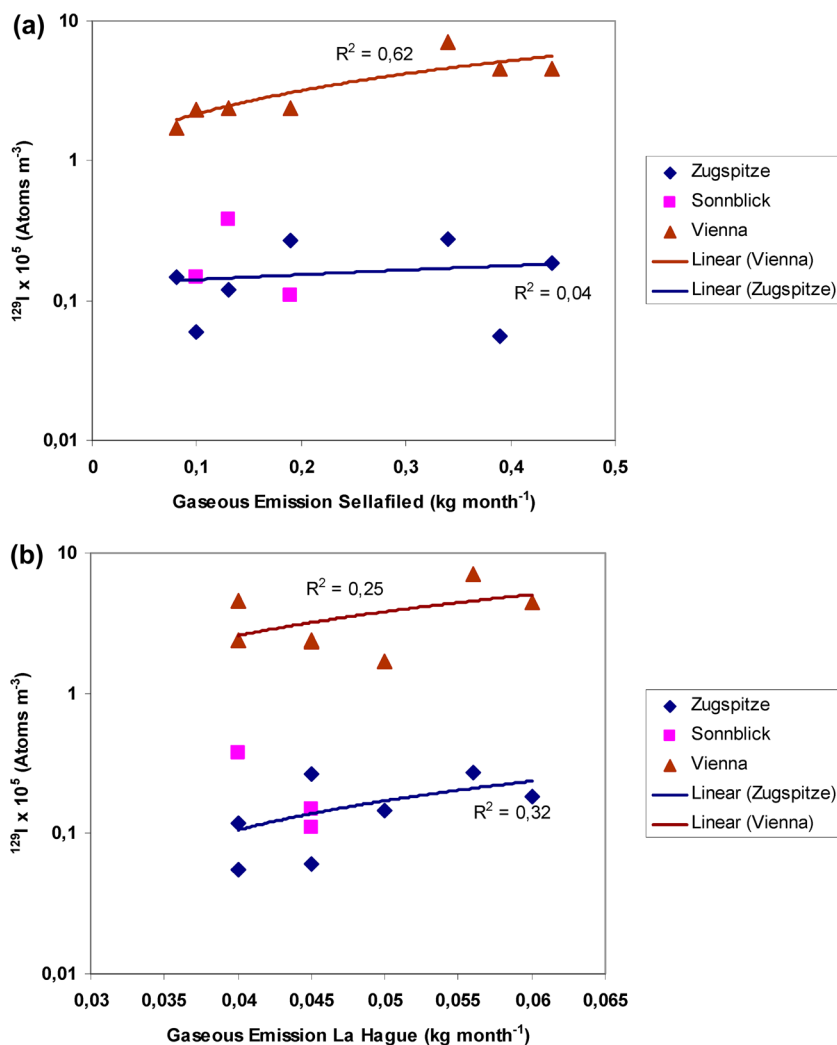 (a)
10
1
0,1
0,01
¹²⁹I x 10⁵ (Atoms m⁻³)
R² = 0,62
R² = 0,04
0
0,1
0,2
0,3
0,4
0,5
Gaseous Emission Sellafiled (kg month⁻¹)
Zugspitze
Sonnblick
Vienna
Linear (Vienna)
Linear (Zugspitze)
(b)
10
1
0,1
0,01
¹²⁹I x 10⁵ (Atoms m⁻³)
R² = 0,25
R² = 0,32
0,03
0,035
0,04
0,045
0,05
0,055
0,06
0,065
Gaseous Emission La Hague (kg month⁻¹)
Zugspitze
Sonnblick
Vienna
Linear (Zugspitze)
Linear (Vienna)